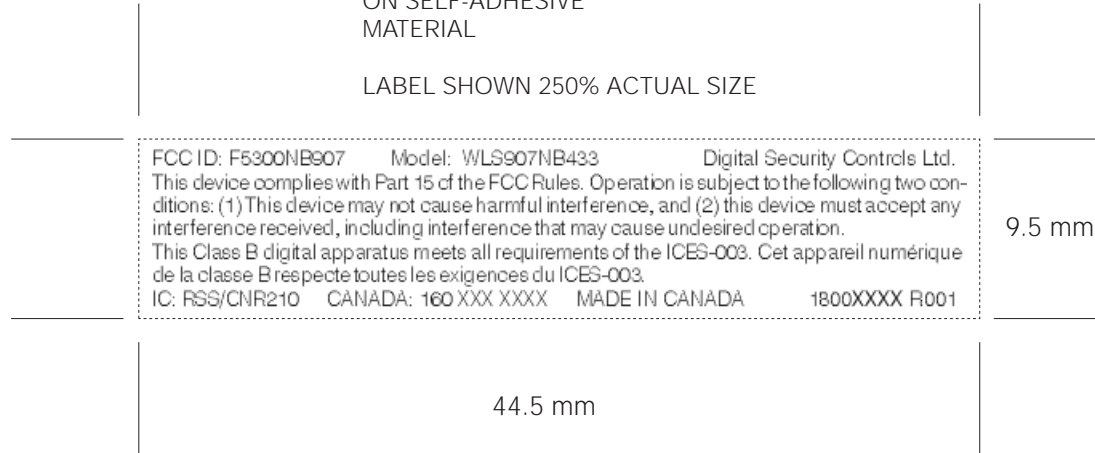 ON SELF-ADHESIVE
MATERIAL
LABEL SHOWN 250% ACTUAL SIZE
FCC ID: F5300NB907 Model: WLS907NB433 Digital Security Controls Ltd.
This device complies with Part 15 of the FCC Rules. Operation is subject to the following two con-
ditions: (1) This device may not cause harmful interference, and (2) this device must accept any
interference received, including interference that may cause undesired operation.
This Class B digital apparatus meets all requirements of the ICES-003. Cet appareil numérique
de la classe B respecte toutes les exigences du ICES-003.
IC: RSS/CNR210 CANADA: 160 XXX XXXX MADE IN CANADA 1800XXXX R001
9.5 mm
44.5 mm